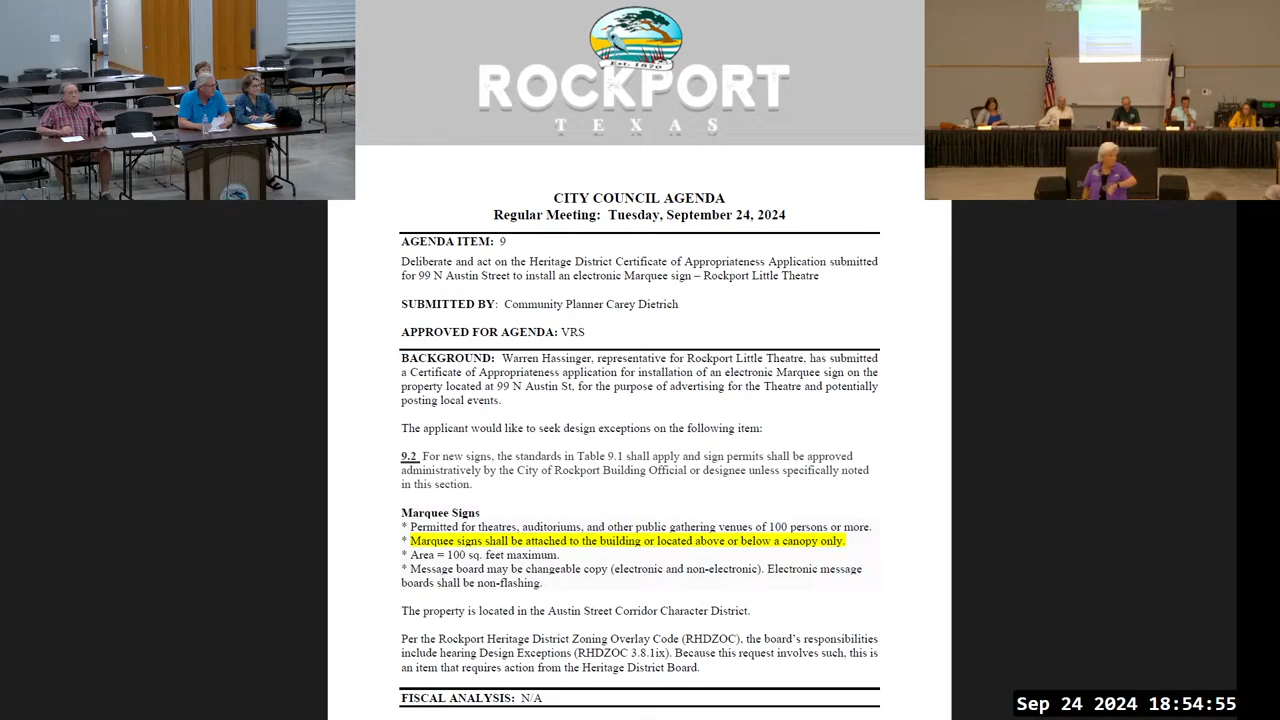 Est. 1870
ROCKPORT
TEXAS
CITY COUNCIL AGENDA
Regular Meeting: Tuesday, September 24, 2024
AGENDA ITEM: 9
Deliberate and act on the Heritage District Certificate of Appropriateness Application submitted
for 99 N Austin Street to install an electronic Marquee sign – Rockport Little Theatre
SUBMITTED BY: Community Planner Carey Dietrich
APPROVED FOR AGENDA: VRS
BACKGROUND: Warren Hassinger, representative for Rockport Little Theatre, has submitted
a Certificate of Appropriateness application for installation of an electronic Marquee sign on the
property located at 99 N Austin St, for the purpose of advertising for the Theatre and potentially
posting local events.
The applicant would like to seek design exceptions on the following item:
9.2 For new signs, the standards in Table 9.1 shall apply and sign permits shall be approved
administratively by the City of Rockport Building Official or designee unless specifically noted
in this section.
Marquee Signs
* Permitted for theatres, auditoriums, and other public gathering venues of 100 persons or more.
* Marquee signs shall be attached to the building or located above or below a canopy only.
* Area = 100 sq. feet maximum.
* Message board may be changeable copy (electronic and non-electronic). Electronic message
boards shall be non-flashing.
The property is located in the Austin Street Corridor Character District.
Per the Rockport Heritage District Zoning Overlay Code (RHDZOC), the board's responsibilities
include hearing Design Exceptions (RHDZOC 3.8.1ix). Because this request involves such, this is
an item that requires action from the Heritage District Board.
FISCAL ANALYSIS: N/A
Sep 24 2024 18:54:55